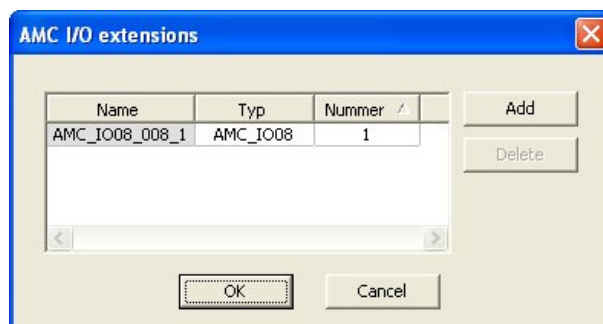 AMC I/O extensions
Name Typ Nummer Add
AMC_IO08_008_1 AMC_IO08 1
Delete
OK Cancel